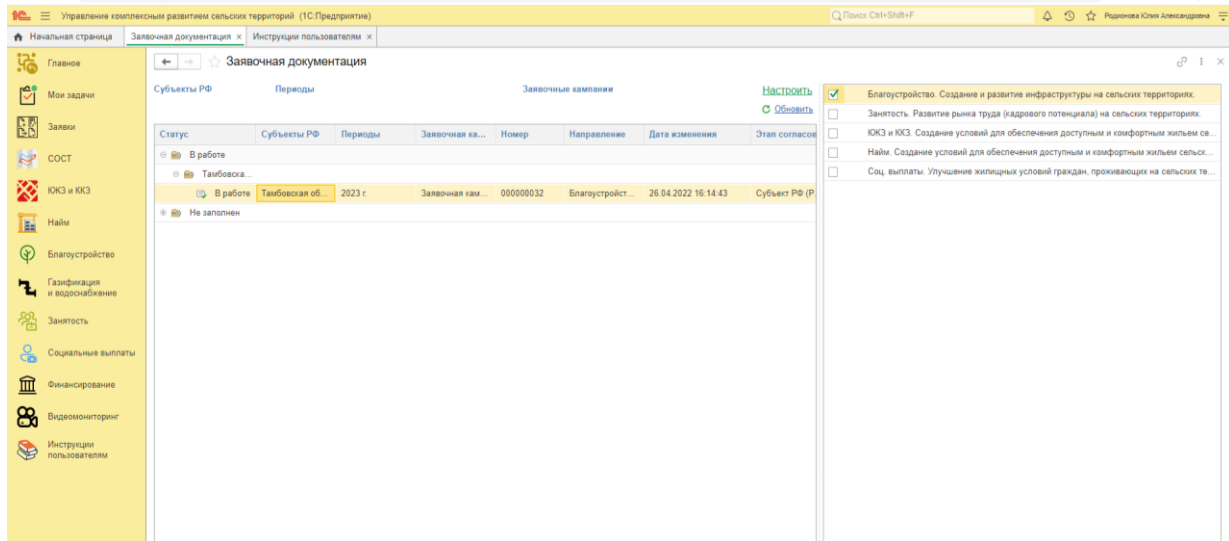 1С Управление комплексным развитием сельских территорий (1С:Предприятие) Поиск Ctrl+Shift+F Родионова Юлия Александровна
Начальная страница Заявочная документация × Инструкции пользователям ×
Главное
Мои задачи
Заявки
СОСТ
КЖЗ и ККЗ
Найм
Благоустройство
Газификация
и водоснабжение
Занятость
Социальные выплаты
Финансирование
Видеомониторинг
Инструкции
пользователям
Заявочная документация
Субъекты РФ Периоды Заявочные кампании Настроить
Обновить
Статус Субъекты РФ Периоды Заявочная ка... Номер Направление Дата изменения Этап согласов
В работе
Тамбовска...
В работе Тамбовская об... 2023 г. Заявочная кам... 000000032 Благоустройст... 26.04.2022 16:14:43 Субъект РФ (Р.
Не заполнен
Благоустройство. Создание и развитие инфраструктуры на сельских территориях.
Занятость. Развитие рынка труда (кадрового потенциала) на сельских территориях.
КЖЗ и ККЗ. Создание условий для обеспечения доступным и комфортным жильем се...
Найм. Создание условий для обеспечения доступным и комфортным жильем сельск...
Соц. выплаты. Улучшение жилищных условий граждан, проживающих на сельских те...